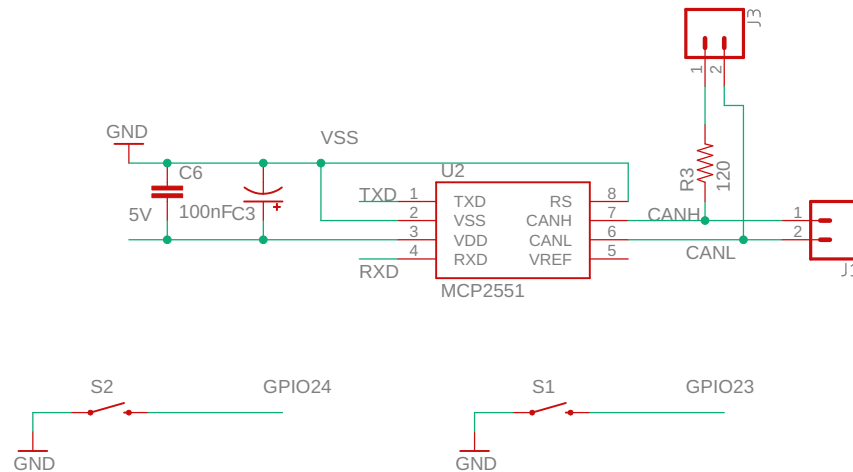 J3
1
2
GND
VSS
C6
U2
R3
120
TXD
1
TXD
RS
8
5V
100nF
C3
2
VSS
CANH
7
CANH
1
3
VDD
CANL
6
2
4
RXD
VREF
5
CANL
RXD
J1
MCP2551
S2
GPIO24
S1
GPIO23
GND
GND